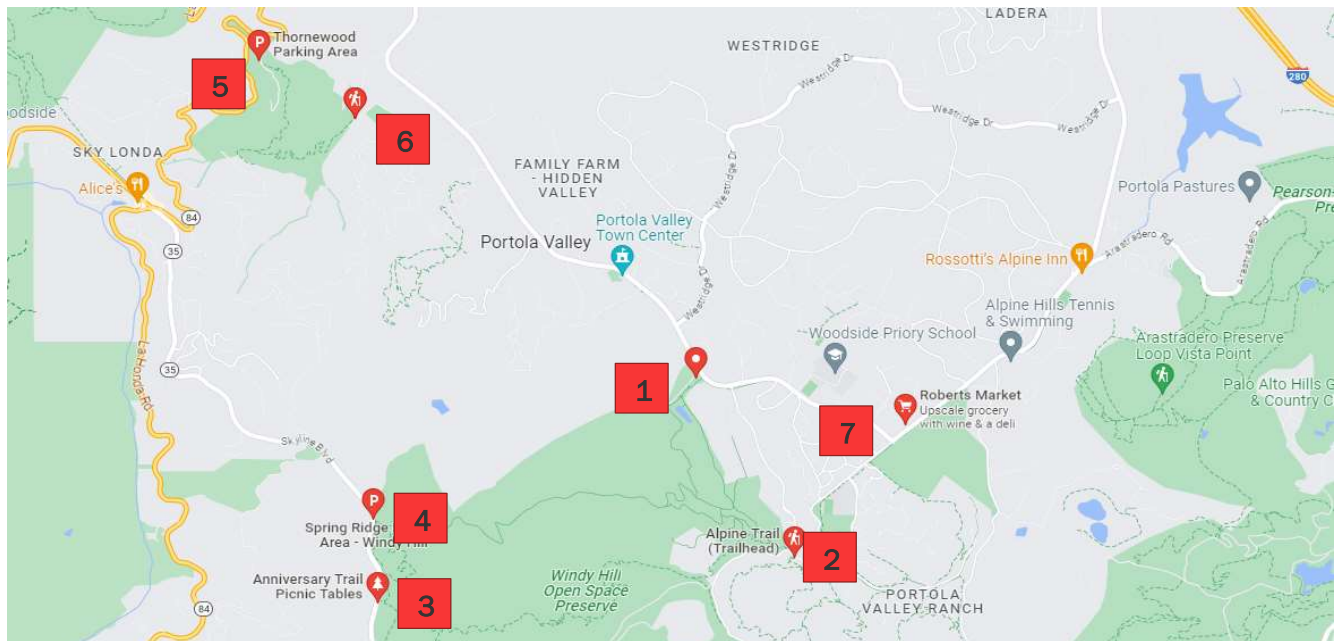 LADERA
Thornewood
Parking Area
WESTRIDGE
Westridge Dr
280
5
6
oodside
Westridge Dr
Westridge Dr
SKY LONDA
FAMILY FARM
- HIDDEN
VALLEY
Westridge Dr
Alice's
84
Portola Pastures
Pearson-
Pre
Portola Valley
Town Center
Portola Valley
35
Arastradero Rd
Arastradero Rd
Rossotti's Alpine Inn
Westridge Dr
Alpine Hills Tennis
& Swimming
Woodside Priory School
Arastradero Preserve
Loop Vista Point
La Honda Rd
35
1
Palo Alto Hills G
& Country C
Roberts Market
Upscale grocery
with wine & a deli
7
Skyline Blvd
4
Spring Ridge
Area - Windy Hill
Alpine Trail
(Trailhead)
2
Anniversary Trail
Picnic Tables
3
Windy Hill
Open Space
Preserve
PORTOLA
VALLEY RANCH
84